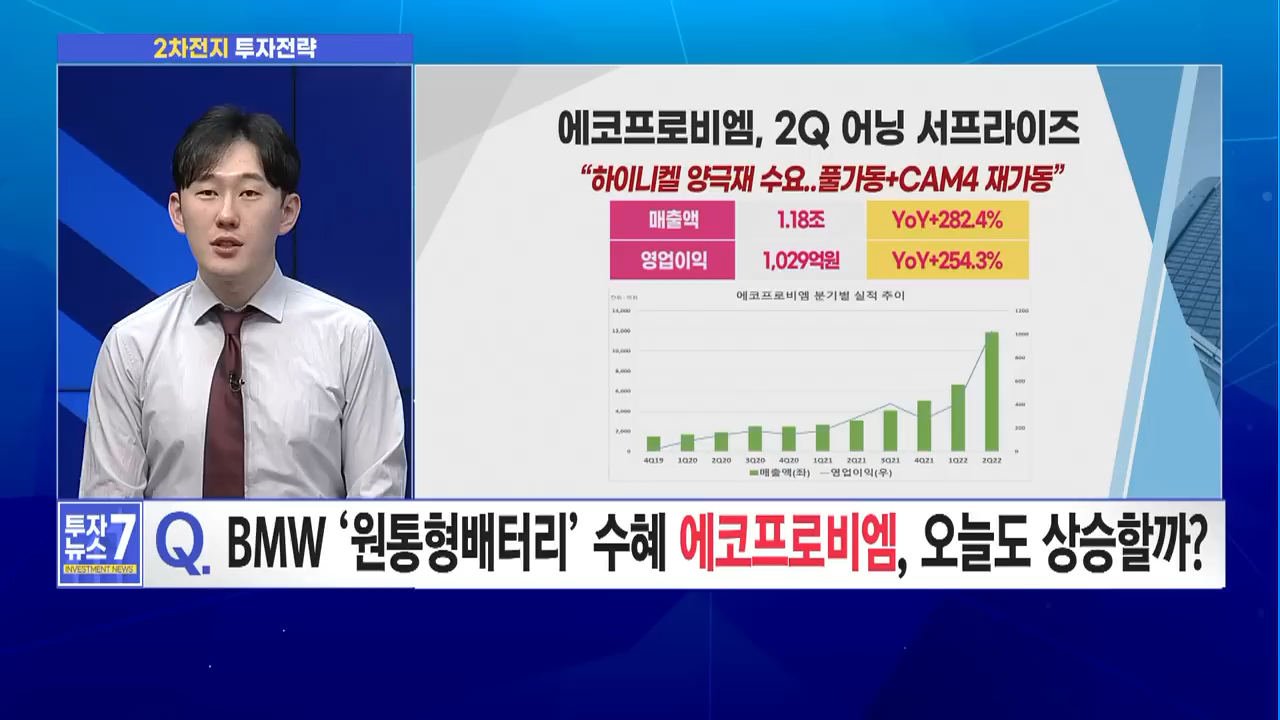 2차전지 투자전략
에코프로비엠, 2Q 어닝 서프라이즈
“하이니켈 양극재 수요..풀가동+CAM4 재가동”
매출액 1.18조 YoY+282.4%
영업이익 1,029억원 YoY+254.3%
에코프로비엠 분기별 실적 추이
14,000 1200
12,000 1000
10,000 800
8,000 600
6,000 400
4,000 200
2,000 0
0
4Q19 1Q20 2Q20 3Q20 4Q20 1Q21 2Q21 3Q21 4Q21 1Q22 2Q22
매출액(좌) 영업이익(우)
투자
뉴스 7
INVESTMENT NEWS
Q. BMW ‘원통형배터리’ 수혜 에코프로비엠, 오늘도 상승할까?